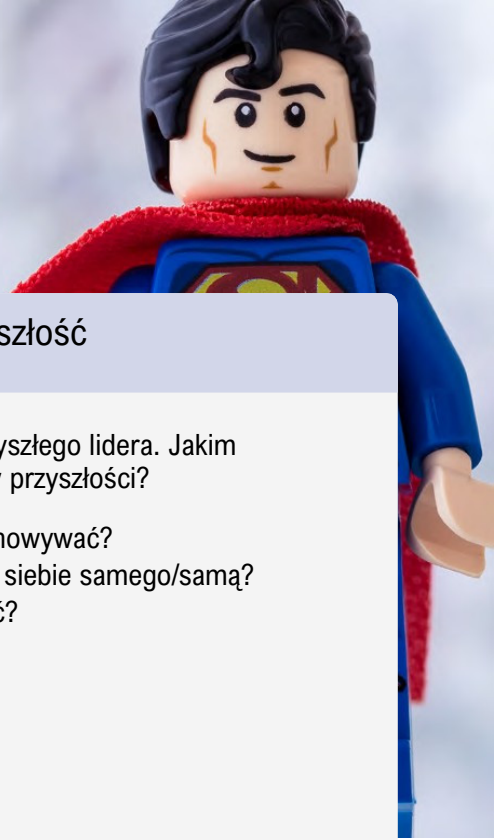 szłość
yszłego lidera. Jakim
przyszłości?
nowywać?
siebie samego/samą?
ć?